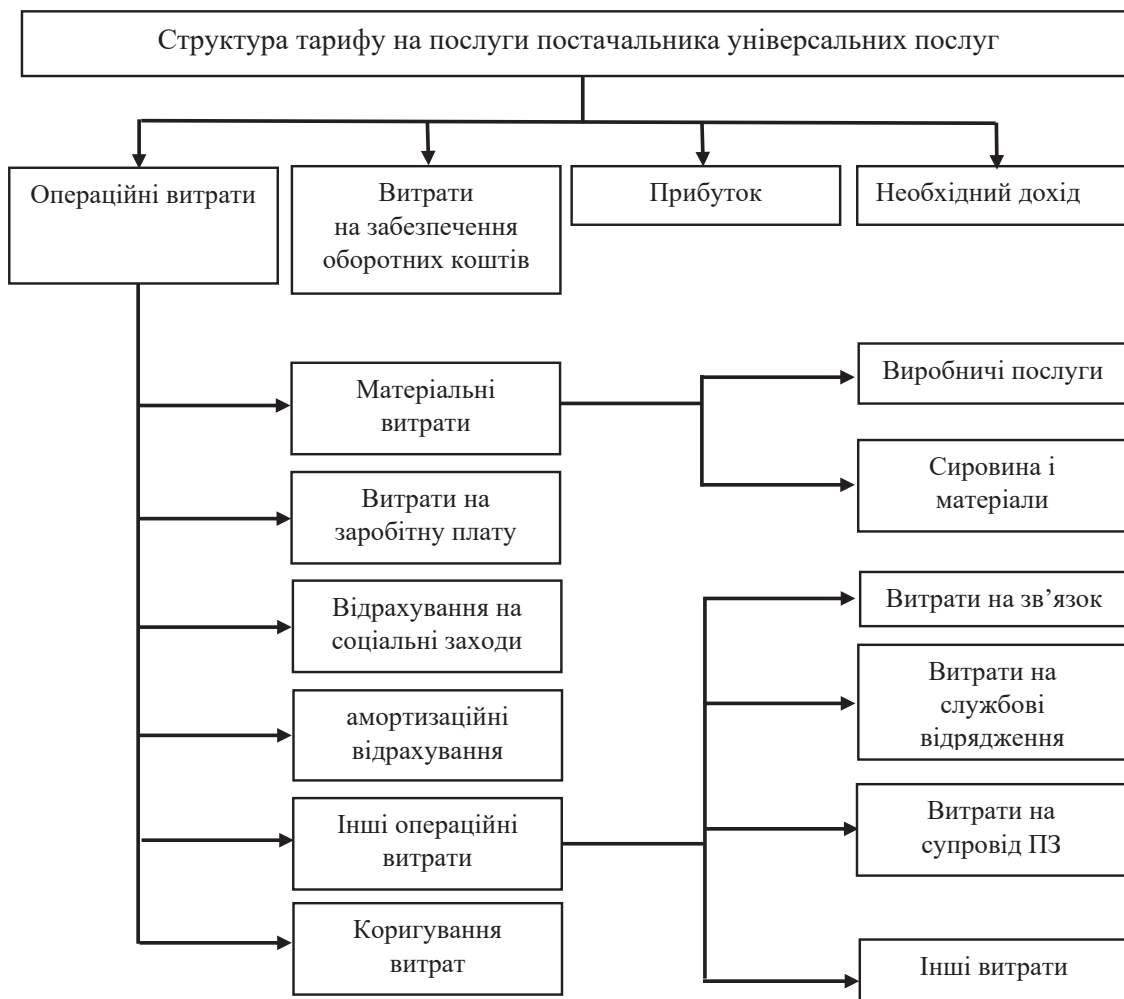 Структура тарифу на послуги постачальника універсальних послуг
Операційні витрати
Витрати
на забезпечення
оборотних коштів
Прибуток
Необхідний дохід
Матеріальні
витрати
Виробничі послуги
Сировина і
матеріали
Витрати на
заробітну плату
Відрахування на
соціальні заходи
амортизаційні
відрахування
Інші операційні
витрати
Витрати на зв’язок
Витрати на
службові
відрядження
Витрати на
супровід ПЗ
Інші витрати
Коригування
витрат